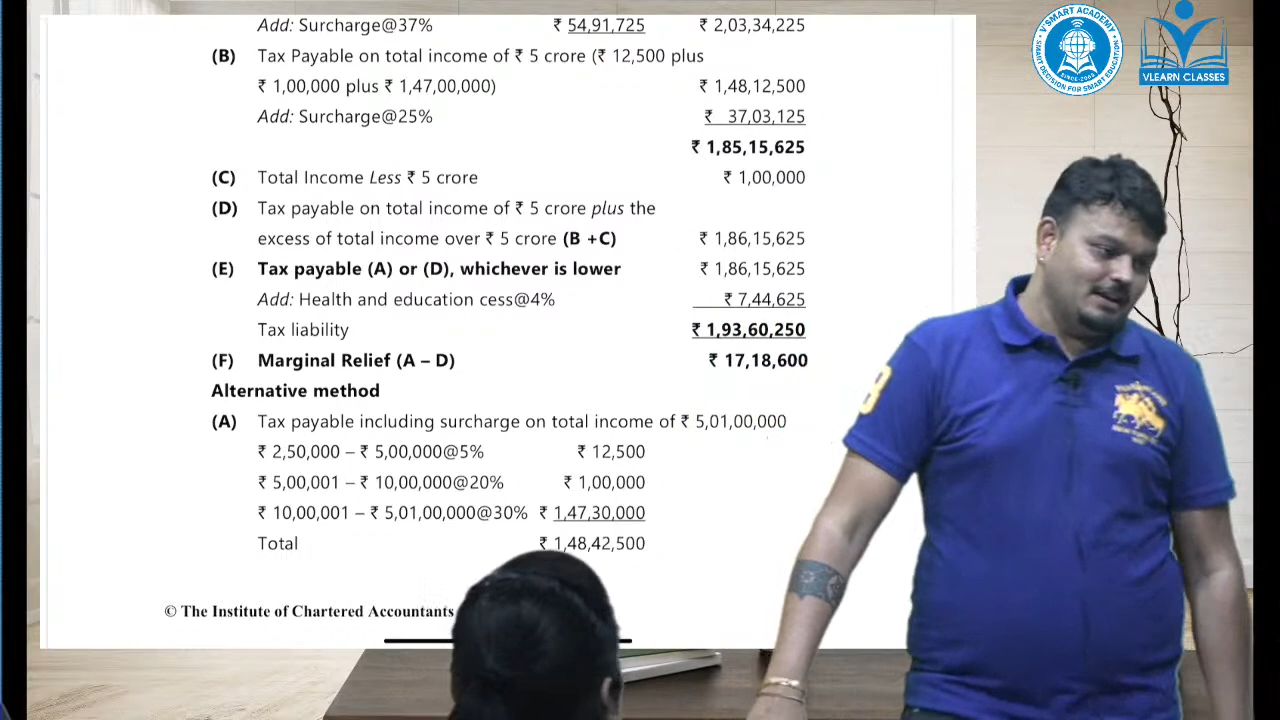 Add: Surcharge@37% ₹ 54,91,725 ₹ 2,03,34,225
(B) Tax Payable on total income of ₹ 5 crore (₹ 12,500 plus
₹ 1,00,000 plus ₹ 1,47,00,000) ₹ 1,48,12,500
Add: Surcharge@25% ₹ 37,03,125
₹ 1,85,15,625
(C) Total Income Less ₹ 5 crore ₹ 1,00,000
(D) Tax payable on total income of ₹ 5 crore plus the
excess of total income over ₹ 5 crore (B +C) ₹ 1,86,15,625
(E) Tax payable (A) or (D), whichever is lower ₹ 1,86,15,625
Add: Health and education cess@4% ₹ 7,44,625
Tax liability ₹ 1,93,60,250
(F) Marginal Relief (A – D) ₹ 17,18,600
Alternative method
(A) Tax payable including surcharge on total income of ₹ 5,01,00,000
₹ 2,50,000 – ₹ 5,00,000@5% ₹ 12,500
₹ 5,00,001 – ₹ 10,00,000@20% ₹ 1,00,000
₹ 10,00,001 – ₹ 5,01,00,000@30% ₹ 1,47,30,000
Total ₹ 1,48,42,500
© The Institute of Chartered Accountants
V'SMART ACADEMY
SMART DECISION FOR SMART EDUCATION
VLEARN CLASSES